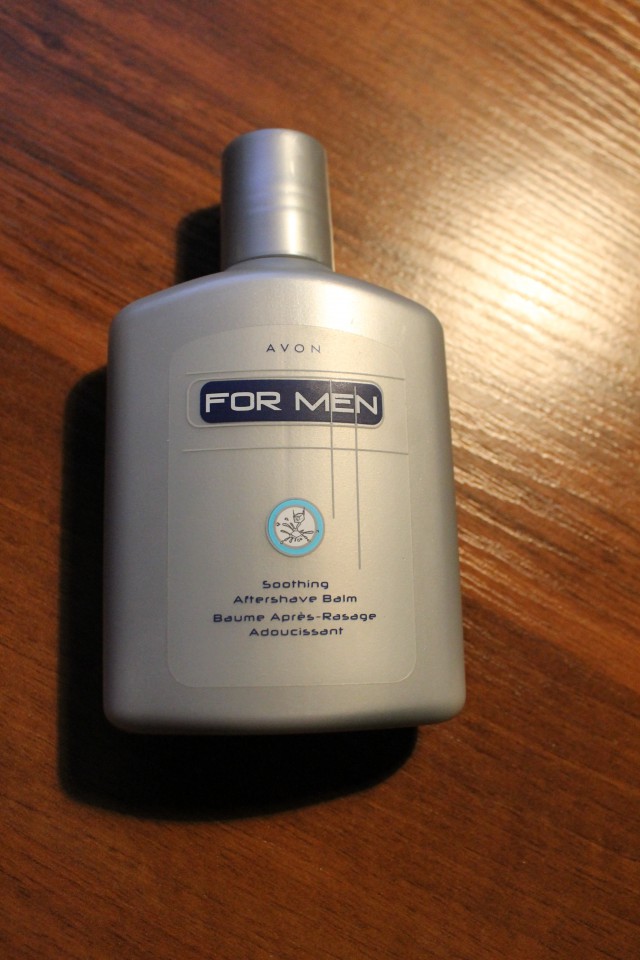 AVON
FOR MEN
Soothing
Aftershave Balm
Baume Après-Rasage
Adoucissant